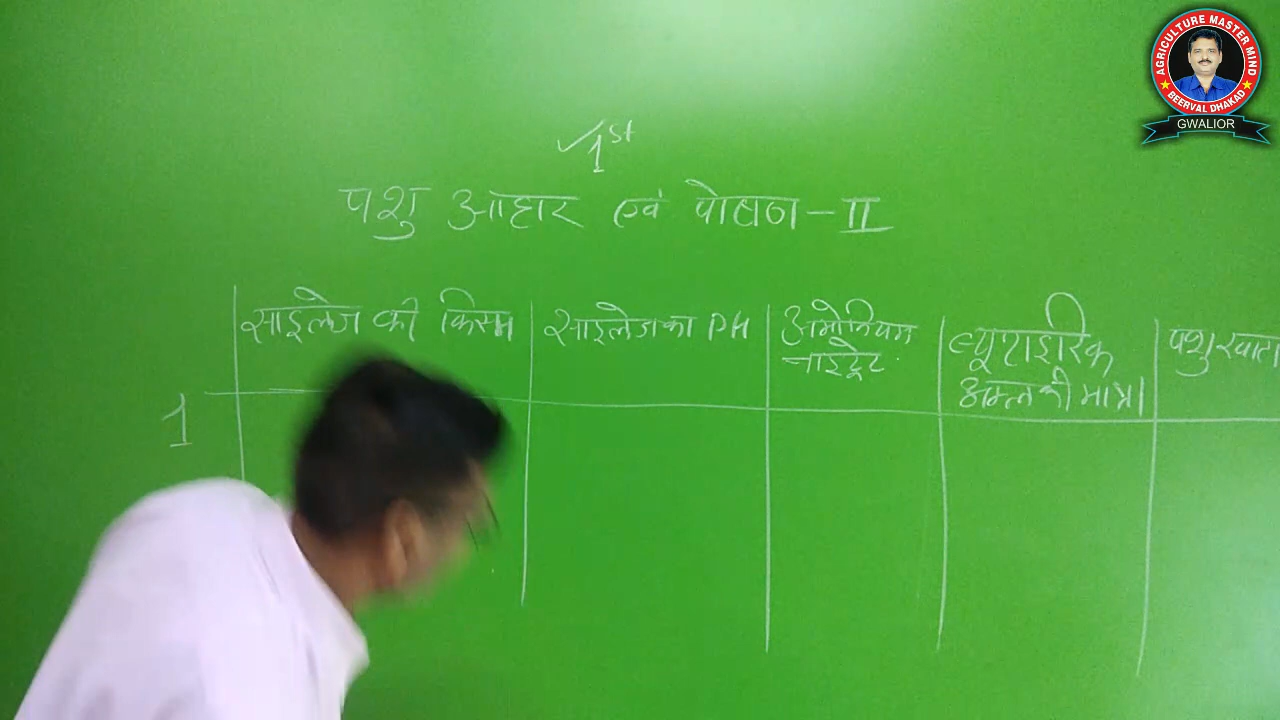 AGRICULTURE MASTER MIND
BEERVAL DHAKAD
GWALIOR
✓1st
पशु आहार एवं पोषण - II
साइलेज की किस्म
साइलेज का PH
अमोनियम
नाइट्रेट
ब्यूटाइरिक
अम्ल की मात्रा
पशु खाता
1